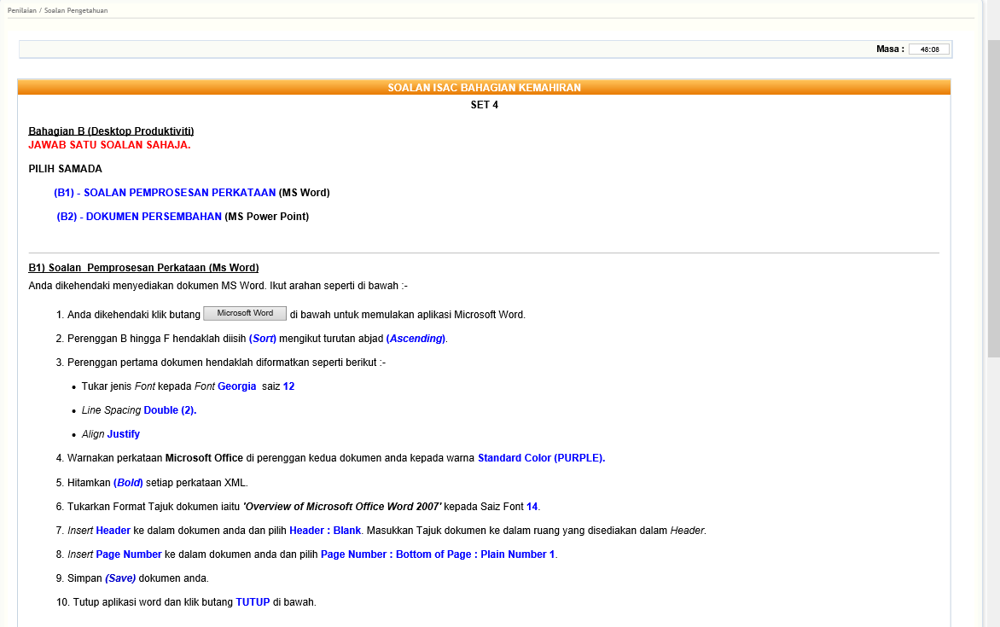 Penilaian / Soalan Pengetahuan
Masa : 48:08
SOALAN ISAC BAHAGIAN KEMAHIRAN
SET 4
Bahagian B (Desktop Produktiviti)
JAWAB SATU SOALAN SAHAJA.
PILIH SAMADA
(B1) - SOALAN PEMPROSESAN PERKATAAN (MS Word)
(B2) - DOKUMEN PERSEMBAHAN (MS Power Point)
B1) Soalan Pemprosesan Perkataan (Ms Word)
Anda dikehendaki menyediakan dokumen MS Word. Ikut arahan seperti di bawah :-
1. Anda dikehendaki klik butang Microsoft Word di bawah untuk memulakan aplikasi Microsoft Word.
2. Perenggan B hingga F hendaklah diisih (Sort) mengikut turutan abjad (Ascending).
3. Perenggan pertama dokumen hendaklah diformatkan seperti berikut :-
• Tukar jenis Font kepada Font Georgia saiz 12
• Line Spacing Double (2).
• Align Justify
4. Warnakan perkataan Microsoft Office di perenggan kedua dokumen anda kepada warna Standard Color (PURPLE).
5. Hitamkan (Bold) setiap perkataan XML.
6. Tukarkan Format Tajuk dokumen iaitu 'Overview of Microsoft Office Word 2007' kepada Saiz Font 14.
7. Insert Header ke dalam dokumen anda dan pilih Header : Blank. Masukkan Tajuk dokumen ke dalam ruang yang disediakan dalam Header.
8. Insert Page Number ke dalam dokumen anda dan pilih Page Number : Bottom of Page : Plain Number 1.
9. Simpan (Save) dokumen anda.
10. Tutup aplikasi word dan klik butang TUTUP di bawah.